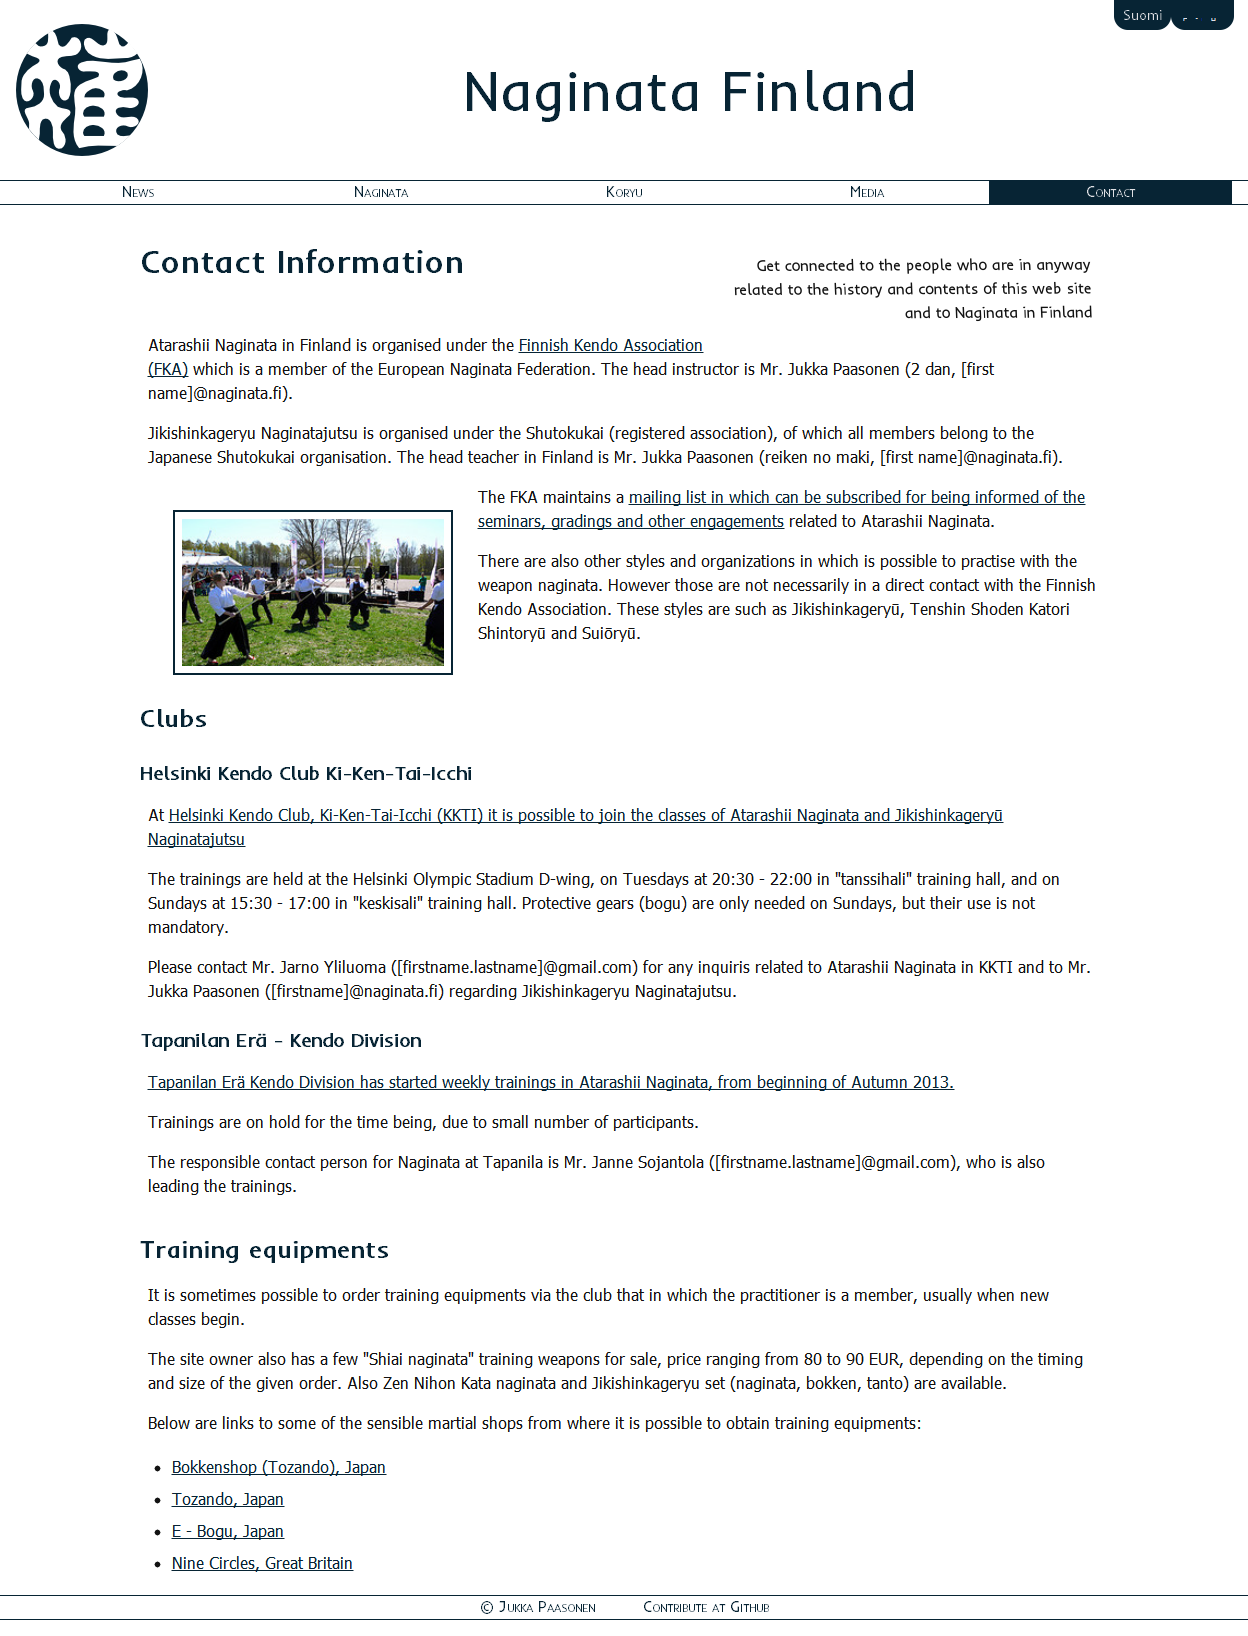 Suomi
Naginata Finland
News
Naginata
Koryu
Media
Contact
Contact Information
Get connected to the people who are in anyway
related to the history and contents of this web site
and to Naginata in Finland
Atarashii Naginata in Finland is organised under the Finnish Kendo Association
(FKA) which is a member of the European Naginata Federation. The head instructor is Mr. Jukka Paasonen (2 dan, [first
name]@naginata.fi).
Jikishinkageryu Naginatajutsu is organised under the Shutokukai (registered association), of which all members belong to the
Japanese Shutokukai organisation. The head teacher in Finland is Mr. Jukka Paasonen (reiken no maki, [first name]@naginata.fi).
The FKA maintains a mailing list in which can be subscribed for being informed of the
seminars, gradings and other engagements related to Atarashii Naginata.
There are also other styles and organizations in which is possible to practise with the
weapon naginata. However those are not necessarily in a direct contact with the Finnish
Kendo Association. These styles are such as Jikishinkageryū, Tenshin Shoden Katori
Shintoryū and Suiōryū.
Clubs
Helsinki Kendo Club Ki-Ken-Tai-Icchi
At Helsinki Kendo Club, Ki-Ken-Tai-Icchi (KKTI) it is possible to join the classes of Atarashii Naginata and Jikishinkageryū
Naginatajutsu
The trainings are held at the Helsinki Olympic Stadium D-wing, on Tuesdays at 20:30 - 22:00 in "tanssihali" training hall, and on
Sundays at 15:30 - 17:00 in "keskisali" training hall. Protective gears (bogu) are only needed on Sundays, but their use is not
mandatory.
Please contact Mr. Jarno Yliluoma ([firstname.lastname]@gmail.com) for any inquiris related to Atarashii Naginata in KKTI and to Mr.
Jukka Paasonen ([firstname]@naginata.fi) regarding Jikishinkageryu Naginatajutsu.
Tapanilan Erä - Kendo Division
Tapanilan Erä Kendo Division has started weekly trainings in Atarashii Naginata, from beginning of Autumn 2013.
Trainings are on hold for the time being, due to small number of participants.
The responsible contact person for Naginata at Tapanila is Mr. Janne Sojantola ([firstname.lastname]@gmail.com), who is also
leading the trainings.
Training equipments
It is sometimes possible to order training equipments via the club that in which the practitioner is a member, usually when new
classes begin.
The site owner also has a few "Shiai naginata" training weapons for sale, price ranging from 80 to 90 EUR, depending on the timing
and size of the given order. Also Zen Nihon Kata naginata and Jikishinkageryu set (naginata, bokken, tanto) are available.
Below are links to some of the sensible martial shops from where it is possible to obtain training equipments:
• Bokkenshop (Tozando), Japan
• Tozando, Japan
• E - Bogu, Japan
• Nine Circles, Great Britain
© Jukka Paasonen
Contribute at Github